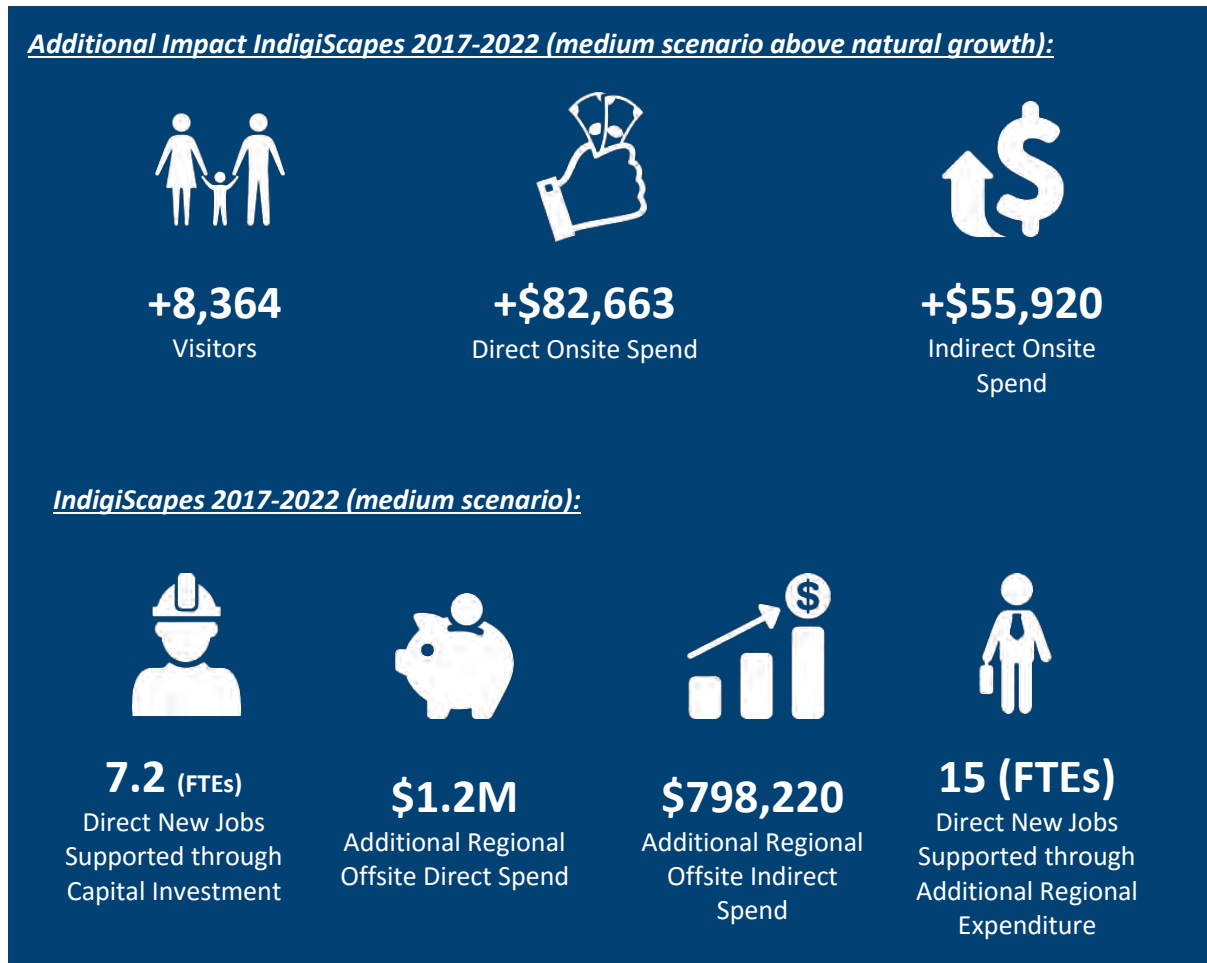 Additional Impact IndigiScapes 2017-2022 (medium scenario above natural growth):
+8,364
Visitors
+$82,663
Direct Onsite Spend
+$55,920
Indirect Onsite
Spend
IndigiScapes 2017-2022 (medium scenario):
$
7.2 (FTEs)
Direct New Jobs
Supported through
Capital Investment
$1.2M
Additional Regional
Offsite Direct Spend
$798,220
Additional Regional
Offsite Indirect
Spend
15 (FTEs)
Direct New Jobs
Supported through
Additional Regional
Expenditure